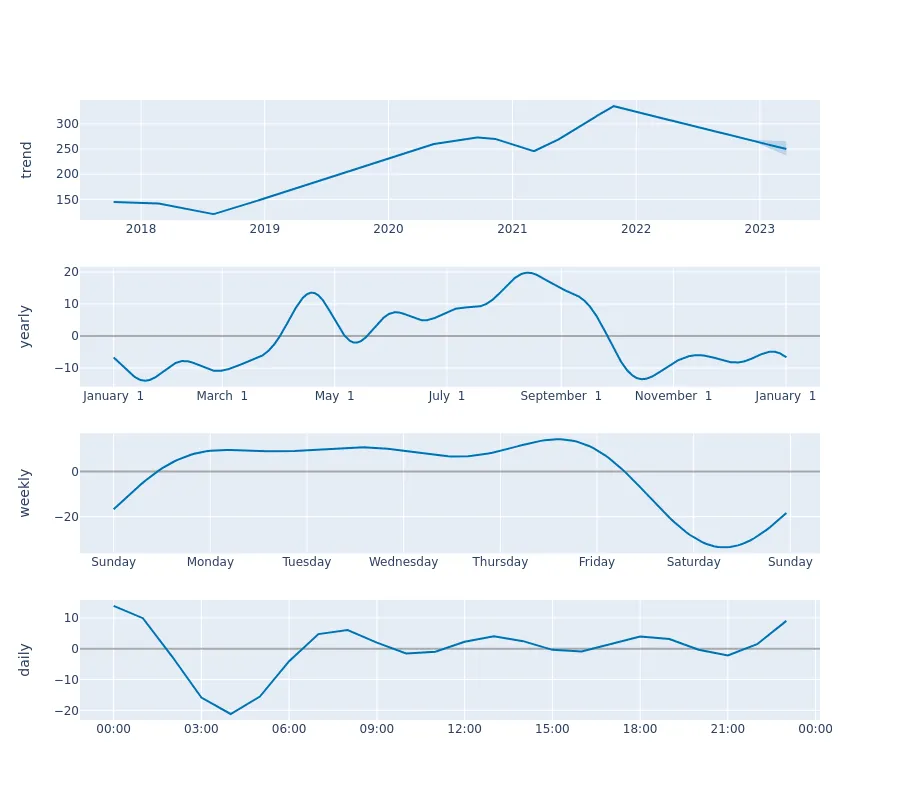 trend
300
250
200
150
2018 2019 2020 2021 2022 2023
yearly
20
10
0
−10
January 1 March 1 May 1 July 1 September 1 November 1 January 1
weekly
0
−20
Sunday Monday Tuesday Wednesday Thursday Friday Saturday Sunday
daily
10
0
−10
−20
00:00 03:00 06:00 09:00 12:00 15:00 18:00 21:00 00:00